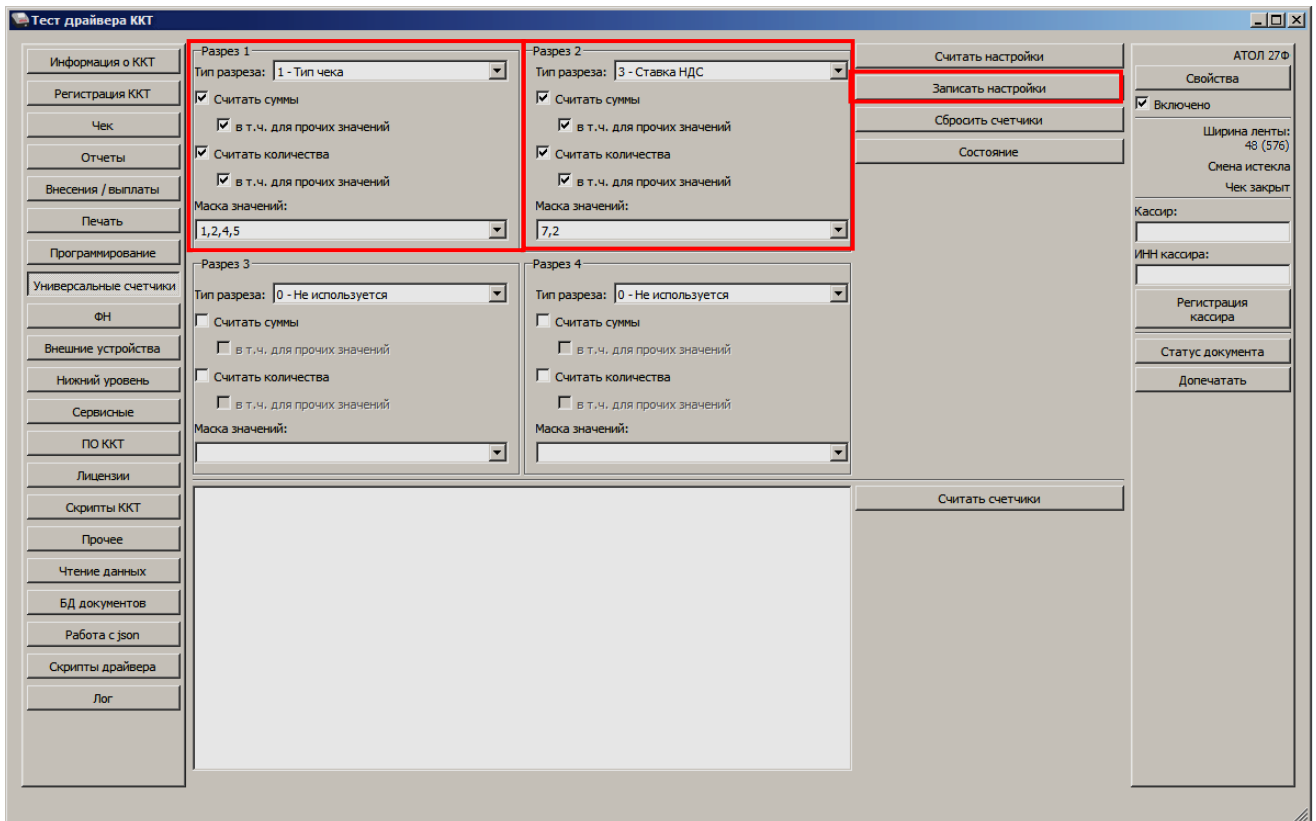 Тест драйвера ККТ
Информация о ККТ
Регистрация ККТ
Чек
Отчеты
Внесения / выплаты
Печать
Программирование
Универсальные счетчики
ФН
Внешние устройства
Нижний уровень
Сервисные
ПО ККТ
Лицензии
Скрипты ККТ
Прочее
Чтение данных
БД документов
Работа с json
Скрипты драйвера
Лог
Разрез 1
Тип разреза: 1 - Тип чека
Считать суммы
в т.ч. для прочих значений
Считать количества
в т.ч. для прочих значений
Маска значений:
1,2,4,5
Разрез 2
Тип разреза: 3 - Ставка НДС
Считать суммы
в т.ч. для прочих значений
Считать количества
в т.ч. для прочих значений
Маска значений:
7,2
Разрез 3
Тип разреза: 0 - Не используется
Считать суммы
в т.ч. для прочих значений
Считать количества
в т.ч. для прочих значений
Маска значений:
Разрез 4
Тип разреза: 0 - Не используется
Считать суммы
в т.ч. для прочих значений
Считать количества
в т.ч. для прочих значений
Маска значений:
Считать настройки
Записать настройки
Сбросить счетчики
Состояние
Считать счетчики
АТОЛ 27Ф
Свойства
Включено
Ширина ленты:
48 (576)
Смена истекла
Чек закрыт
Кассир:
ИНН кассира:
Регистрация
кассира
Статус документа
Допечатать